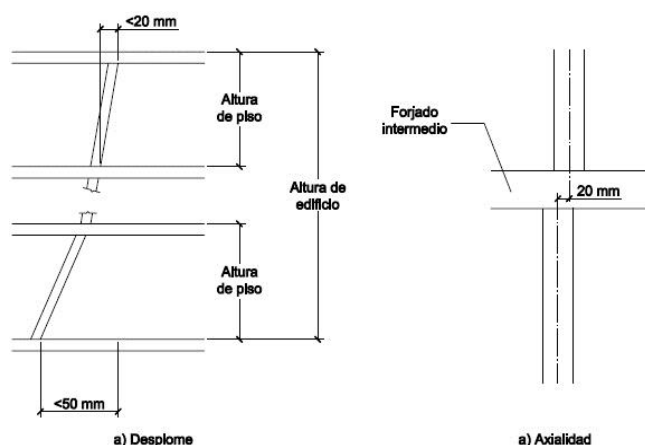 <20 mm
Altura
de piso
Altura de
edificio
Altura
de piso
<50 mm
a) Desplome
Forjado
intermedio
20 mm
a) Axialidad